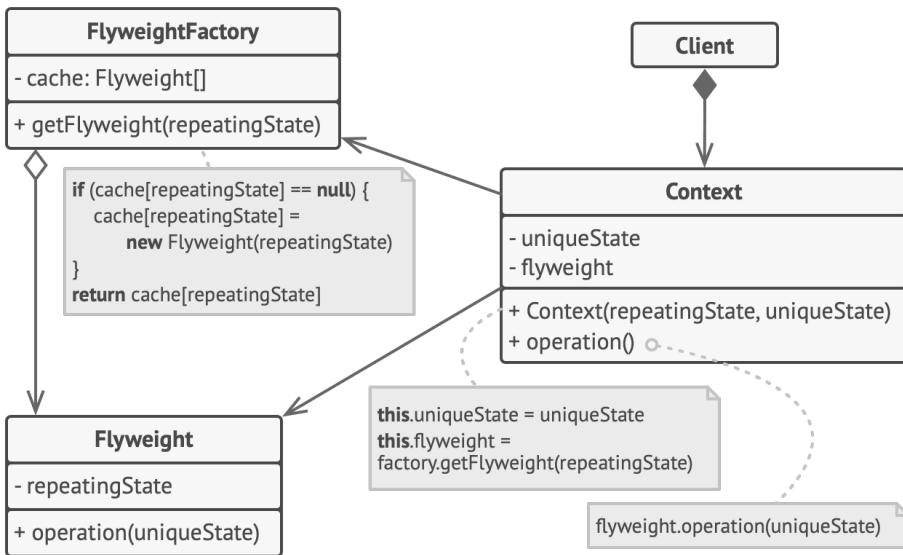 FlyweightFactory
- cache: Flyweight[]
+ getFlyweight(repeatingState)
if (cache[repeatingState] == null) {
cache[repeatingState] =
new Flyweight(repeatingState)
}
return cache[repeatingState]
Client
Context
- uniqueState
- flyweight
+ Context(repeatingState, uniqueState)
+ operation()
this.uniqueState = uniqueState
this.flyweight =
factory.getFlyweight(repeatingState)
flyweight.operation(uniqueState)
Flyweight
- repeatingState
+ operation(uniqueState)